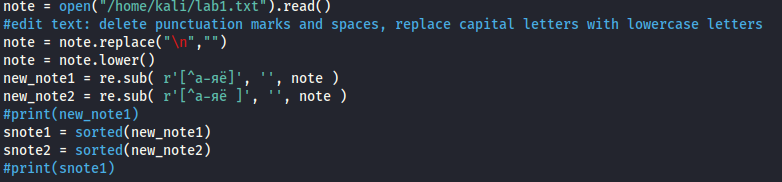 note = open("/home/kali/lab1.txt").read()
#edit text: delete punctuation marks and spaces, replace capital letters with lowercase letters
note = note.replace("\n","")
note = note.lower()
new_note1 = re.sub( r'[^а-яё]', '', note )
new_note2 = re.sub( r'[^а-яё ]', '', note )
#print(new_note1)
snote1 = sorted(new_note1)
snote2 = sorted(new_note2)
#print(snote1)